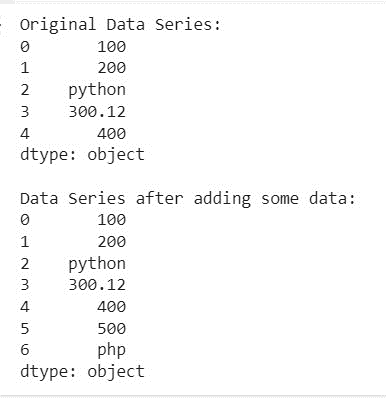 Original Data Series:
0 100
1 200
2 python
3 300.12
4 400
dtype: object
Data Series after adding some data:
0 100
1 200
2 python
3 300.12
4 400
5 500
6 php
dtype: object